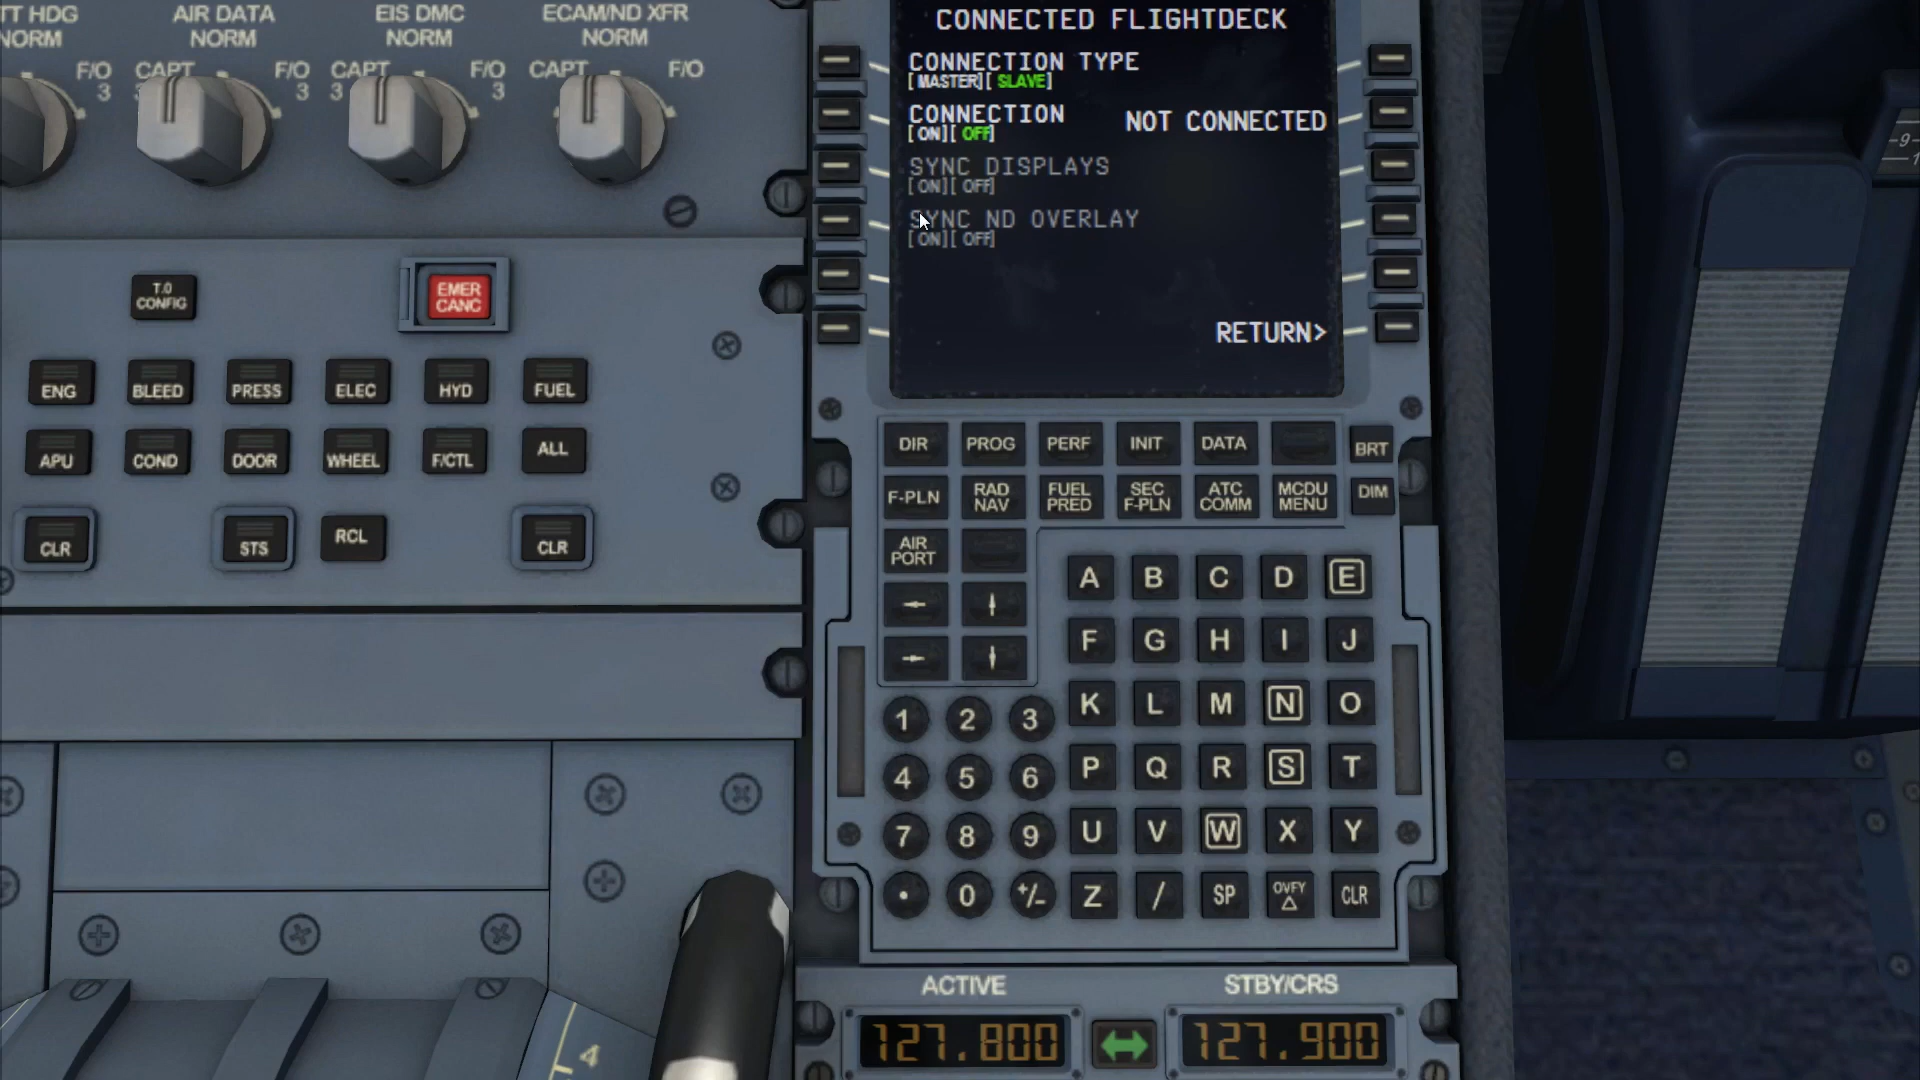 TT HDG
NORM
AIR DATA
NORM
EIS DMC
NORM
ECAM/ND XFR
NORM
F/O
3
CAPT
3
F/O
3
CAPT
3
F/O
3
CAPT
F/O
T.O
CONFIG
EMER
CANC
ENG
BLEED
PRESS
ELEC
HYD
FUEL
APU
COND
DOOR
WHEEL
F/CTL
ALL
CLR
STS
RCL
CLR
CONNECTED FLIGHTDECK
CONNECTION TYPE
[MASTER][ SLAVE]
CONNECTION
[ON][ OFF]
NOT CONNECTED
SYNC DISPLAYS
[ON][ OFF]
SYNC ND OVERLAY
[ON][ OFF]
RETURN>
DIR
PROG
PERF
INIT
DATA
BRT
F-PLN
RAD
NAV
FUEL
PRED
SEC
F-PLN
ATC
COMM
MCDU
MENU
DIM
AIR
PORT
A B C D E
F G H I J
K L M N O
P Q R S T
U V W X Y
Z / SP OVFY Δ CLR
1 2 3
4 5 6
7 8 9
. 0 +/-
ACTIVE
STBY/CRS
127.800
127.900
4
9
1